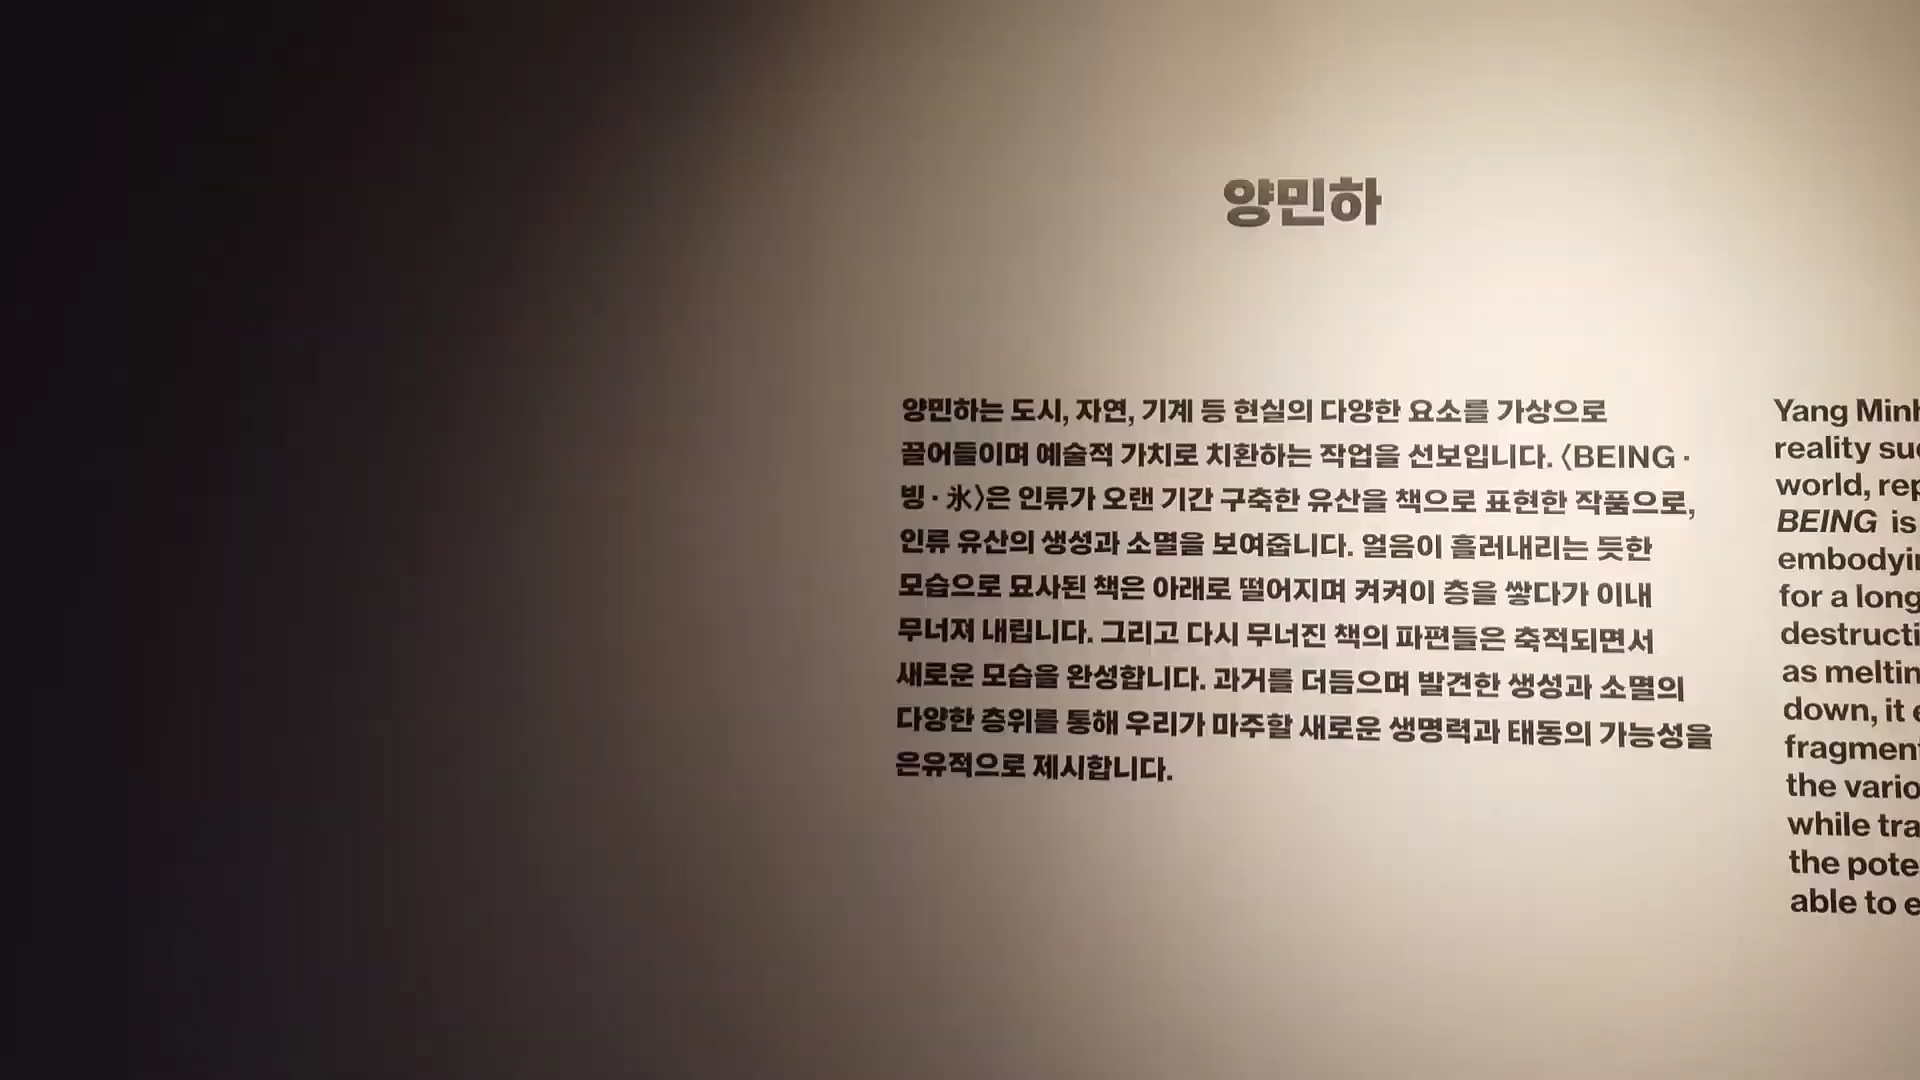 양민하
양민하는 도시, 자연, 기계 등 현실의 다양한 요소를 가상으로
끌어들이며 예술적 가치로 치환하는 작업을 선보입니다. 〈BEING ·
빙 · 氷〉은 인류가 오랜 기간 구축한 유산을 책으로 표현한 작품으로,
인류 유산의 생성과 소멸을 보여줍니다. 얼음이 흘러내리는 듯한
모습으로 묘사된 책은 아래로 떨어지며 켜켜이 층을 쌓다가 이내
무너져 내립니다. 그리고 다시 무너진 책의 파편들은 축적되면서
새로운 모습을 완성합니다. 과거를 더듬으며 발견한 생성과 소멸의
다양한 층위를 통해 우리가 마주할 새로운 생명력과 태동의 가능성을
은유적으로 제시합니다.
Yang
reality
world,
BEING is
for a long
down, it
the
while
the
able to